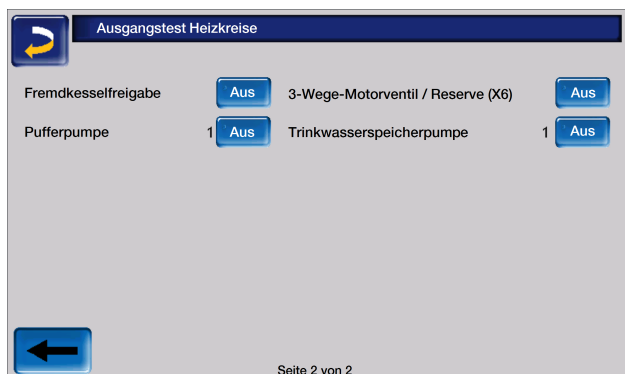 Ausgangstest Heizkreise
Fremdkesselfreigabe Aus 3-Wege-Motorventil / Reserve (X6) Aus
Pufferpumpe 1 Aus Trinkwasserspeicherpumpe 1 Aus
Seite 2 von 2